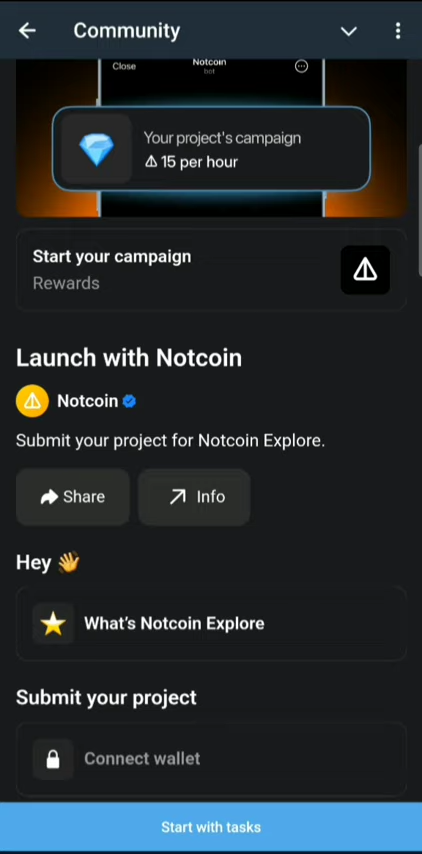 Community
Close
Notcoin
bot
Your project's campaign
15 per hour
Start your campaign
Rewards
Launch with Notcoin
Notcoin
Submit your project for Notcoin Explore.
Share
Info
Hey 👋
What's Notcoin Explore
Submit your project
Connect wallet
Start with tasks